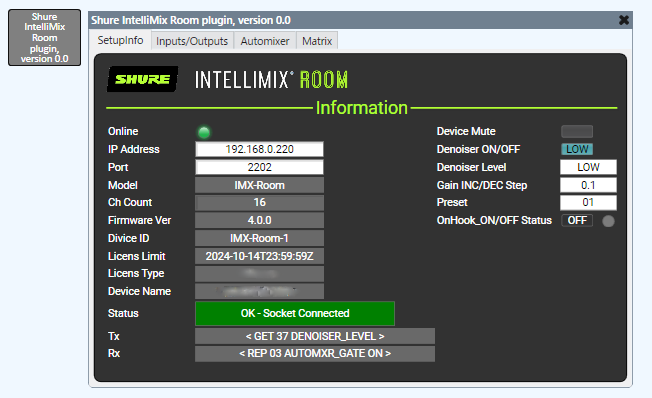 Shure
IntelliMix
Room
plugin,
version 0.0
Shure IntelliMix Room plugin, version 0.0
SetupInfo
Inputs/Outputs
Automixer
Matrix
SHURE INTELLIMIX® ROOM
Information
Online
IP Address 192.168.0.220
Port 2202
Model IMX-Room
Ch Count 16
Firmware Ver 4.0.0
Divice ID IMX-Room-1
Licens Limit 2024-10-14T23:59:59Z
Licens Type
Device Name
Status OK - Socket Connected
Tx < GET 37 DENOISER_LEVEL >
Rx < REP 03 AUTOMXR_GATE ON >
Device Mute
Denoiser ON/OFF LOW
Denoiser Level LOW
Gain INC/DEC Step 0.1
Preset 01
OnHook_ON/OFF Status OFF